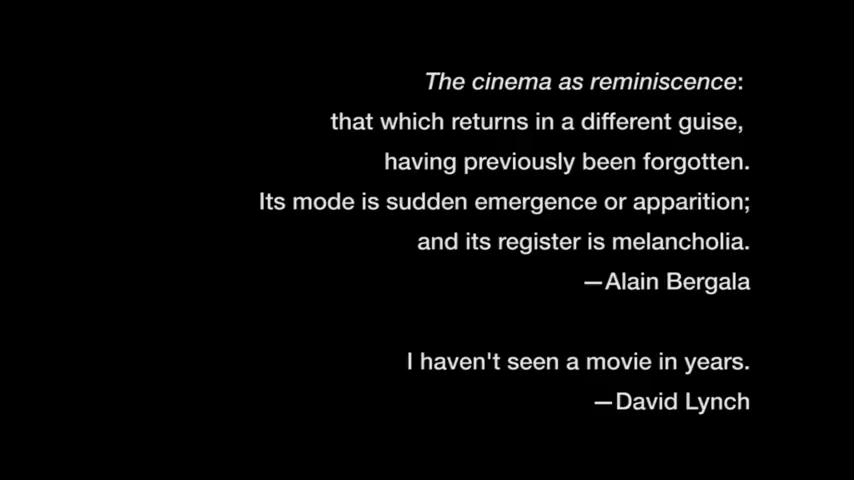 The cinema as reminiscence:
that which returns in a different guise,
having previously been forgotten.
Its mode is sudden emergence or apparition;
and its register is melancholia.
—Alain Bergala
I haven't seen a movie in years.
—David Lynch